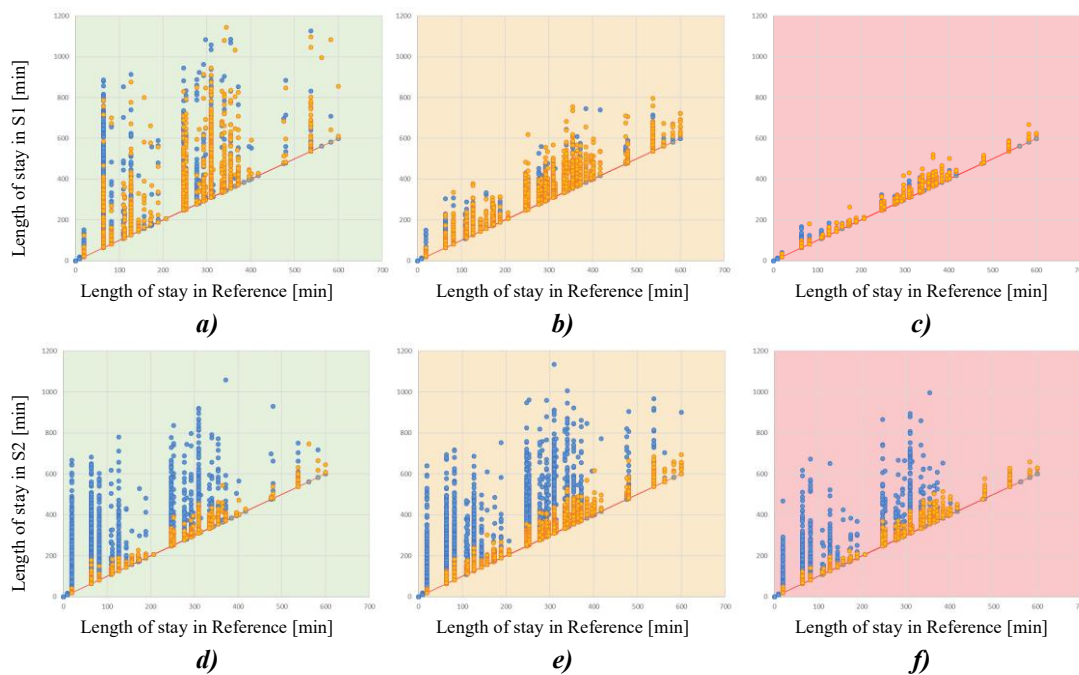 1200 1200 1200
1000 1000 1000
800 800 800
600 600 600
400 400 400
200 200 200
0 0 0
0 100 200 300 400 500 600 700 0 100 200 300 400 500 600 700 0 100 200 300 400 500 600 700
Length of stay in S1 [min]
Length of stay in Reference [min] Length of stay in Reference [min] Length of stay in Reference [min]
a) b) c)
1200 1200 1200
1000 1000 1000
800 800 800
600 600 600
400 400 400
200 200 200
0 0 0
0 100 200 300 400 500 600 700 0 100 200 300 400 500 600 700 0 100 200 300 400 500 600 700
Length of stay in S2 [min]
Length of stay in Reference [min] Length of stay in Reference [min] Length of stay in Reference [min]
d) e) f)